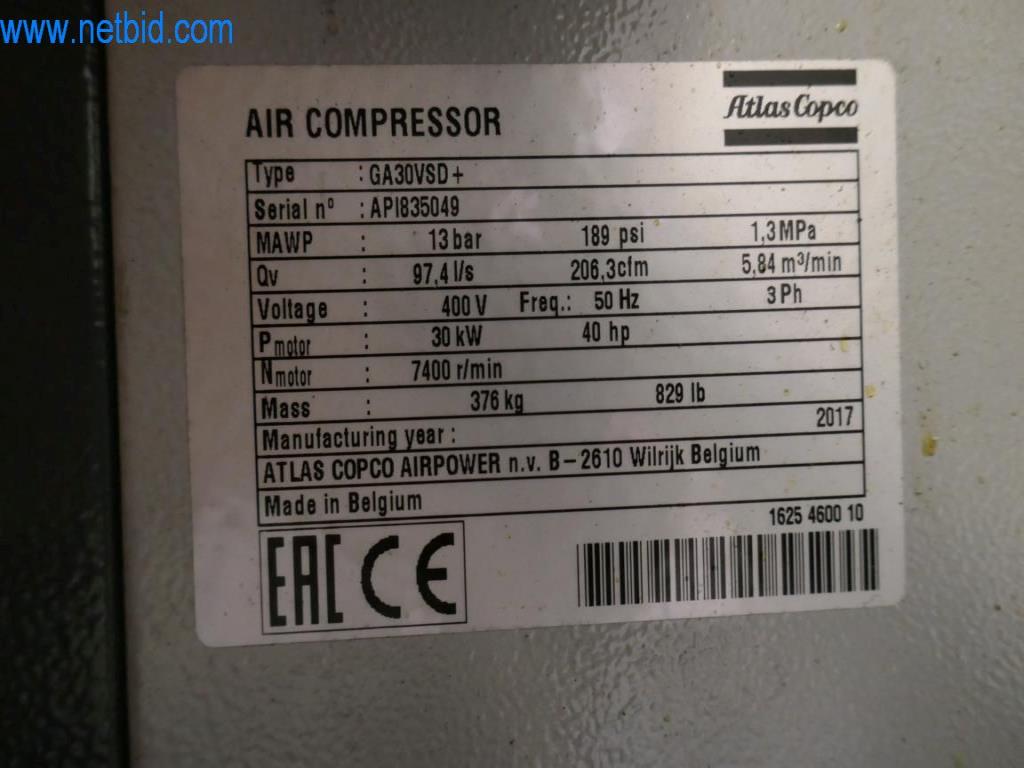 www.netbid.com
Atlas Copco
AIR COMPRESSOR
Type : GA30VSD+
Serial nº : API835049
MAWP : 13 bar 189 psi 1,3 MPa
Qv : 97,4 l/s 206,3 cfm 5,84 m³/min
Voltage : 400 V Freq.: 50 Hz 3 Ph
Pmotor : 30 kW 40 hp
Nmotor : 7400 r/min
Mass : 376 kg 829 lb
Manufacturing year : 2017
ATLAS COPCO AIRPOWER n.v. B-2610 Wilrijk Belgium
Made in Belgium
1625 4600 10
EAC CE